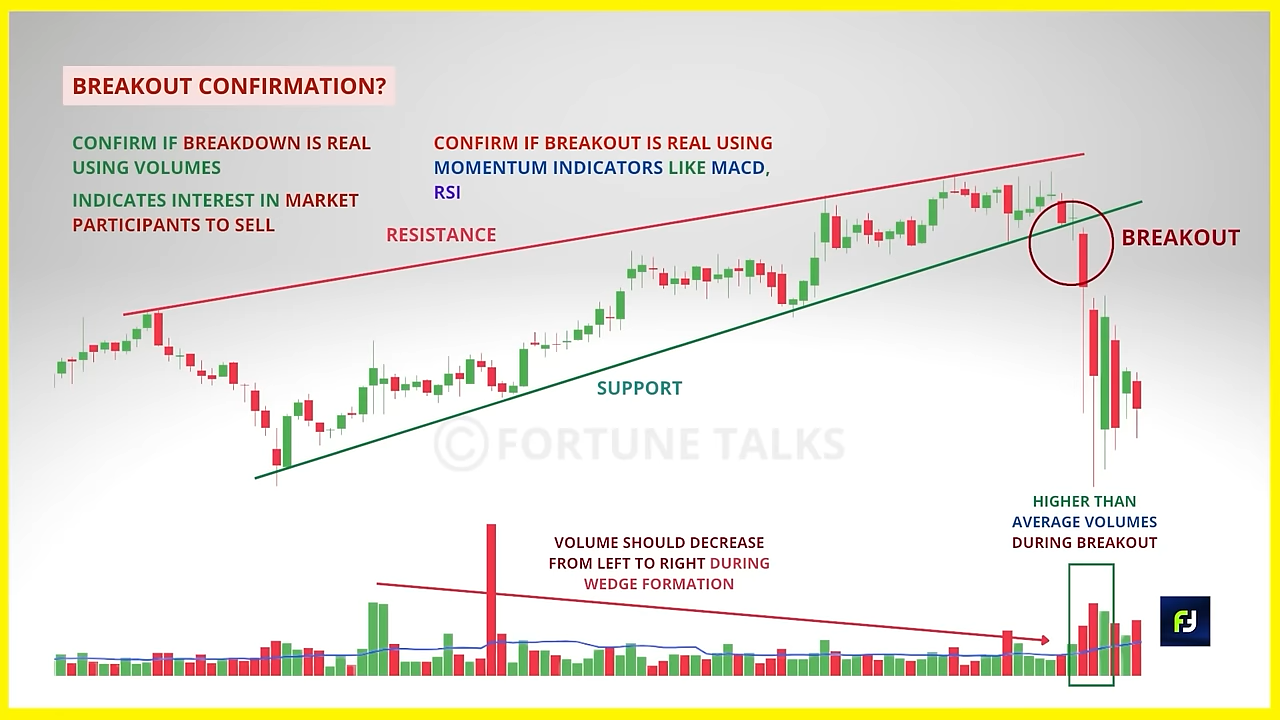 BREAKOUT CONFIRMATION?
CONFIRM IF BREAKDOWN IS REAL
USING VOLUMES
INDICATES INTEREST IN MARKET
PARTICIPANTS TO SELL
CONFIRM IF BREAKOUT IS REAL USING
MOMENTUM INDICATORS LIKE MACD,
RSI
RESISTANCE
BREAKOUT
SUPPORT
© FORTUNE TALKS
HIGHER THAN
AVERAGE VOLUMES
DURING BREAKOUT
VOLUME SHOULD DECREASE
FROM LEFT TO RIGHT DURING
WEDGE FORMATION